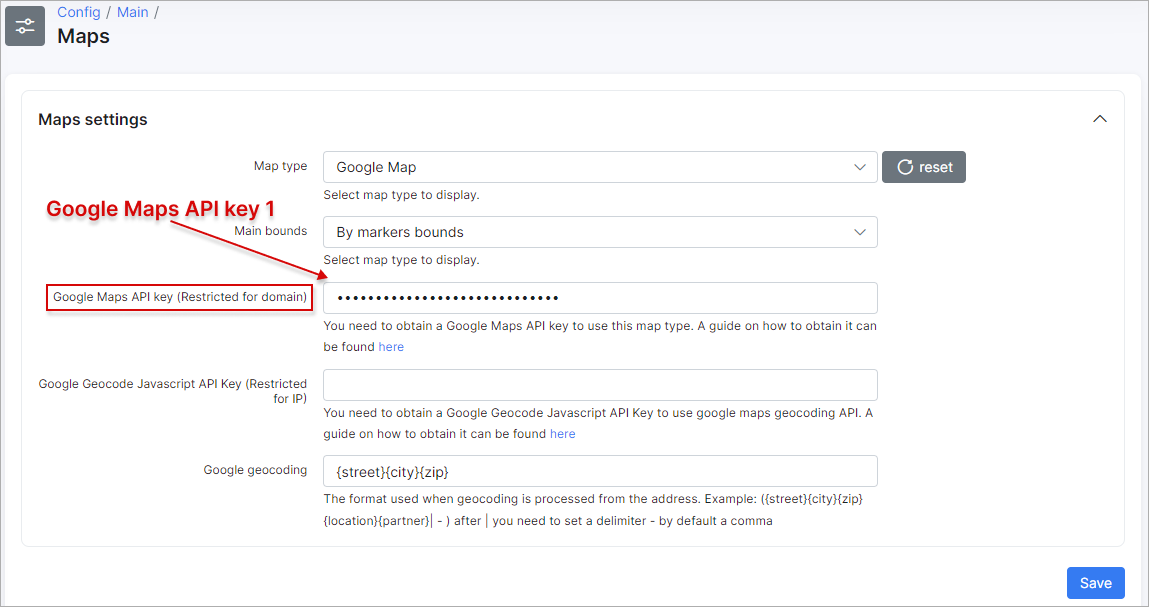 Config / Main /
Maps
Maps settings
Map type
Google Map
reset
Select map type to display.
Google Maps API key 1
Main bounds
By markers bounds
Select map type to display.
Google Maps API key (Restricted for domain)
•••••••••••••••••••••••••••••
You need to obtain a Google Maps API key to use this map type. A guide on how to obtain it can
be found here
Google Geocode Javascript API Key (Restricted
for IP)
You need to obtain a Google Geocode Javascript API Key to use google maps geocoding API. A
guide on how to obtain it can be found here
Google geocoding
{street}{city}{zip}
The format used when geocoding is processed from the address. Example: ({street}{city}{zip}
{location}{partner}| - ) after | you need to set a delimiter - by default a comma
Save